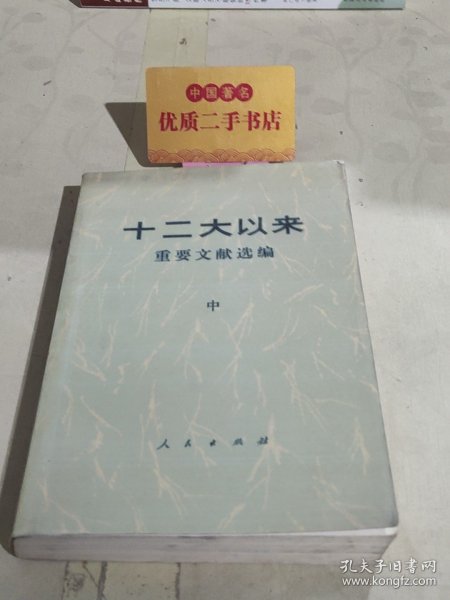 中国著名
优质二手书店
十二大以来
重要文献选编
中
人民出版社
孔夫子旧书网
www.kongfz.com